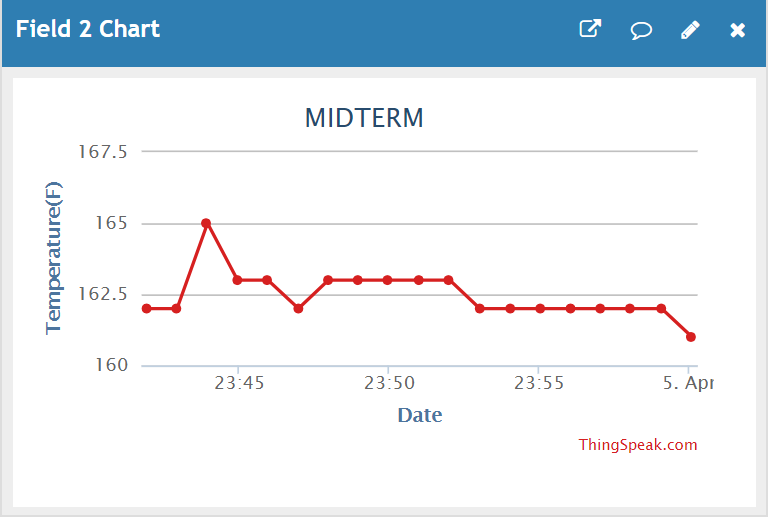 Field 2 Chart
MIDTERM
Temperature(F)
167.5
165
162.5
160
23:45 23:50 23:55 5. Apr
Date
ThingSpeak.com